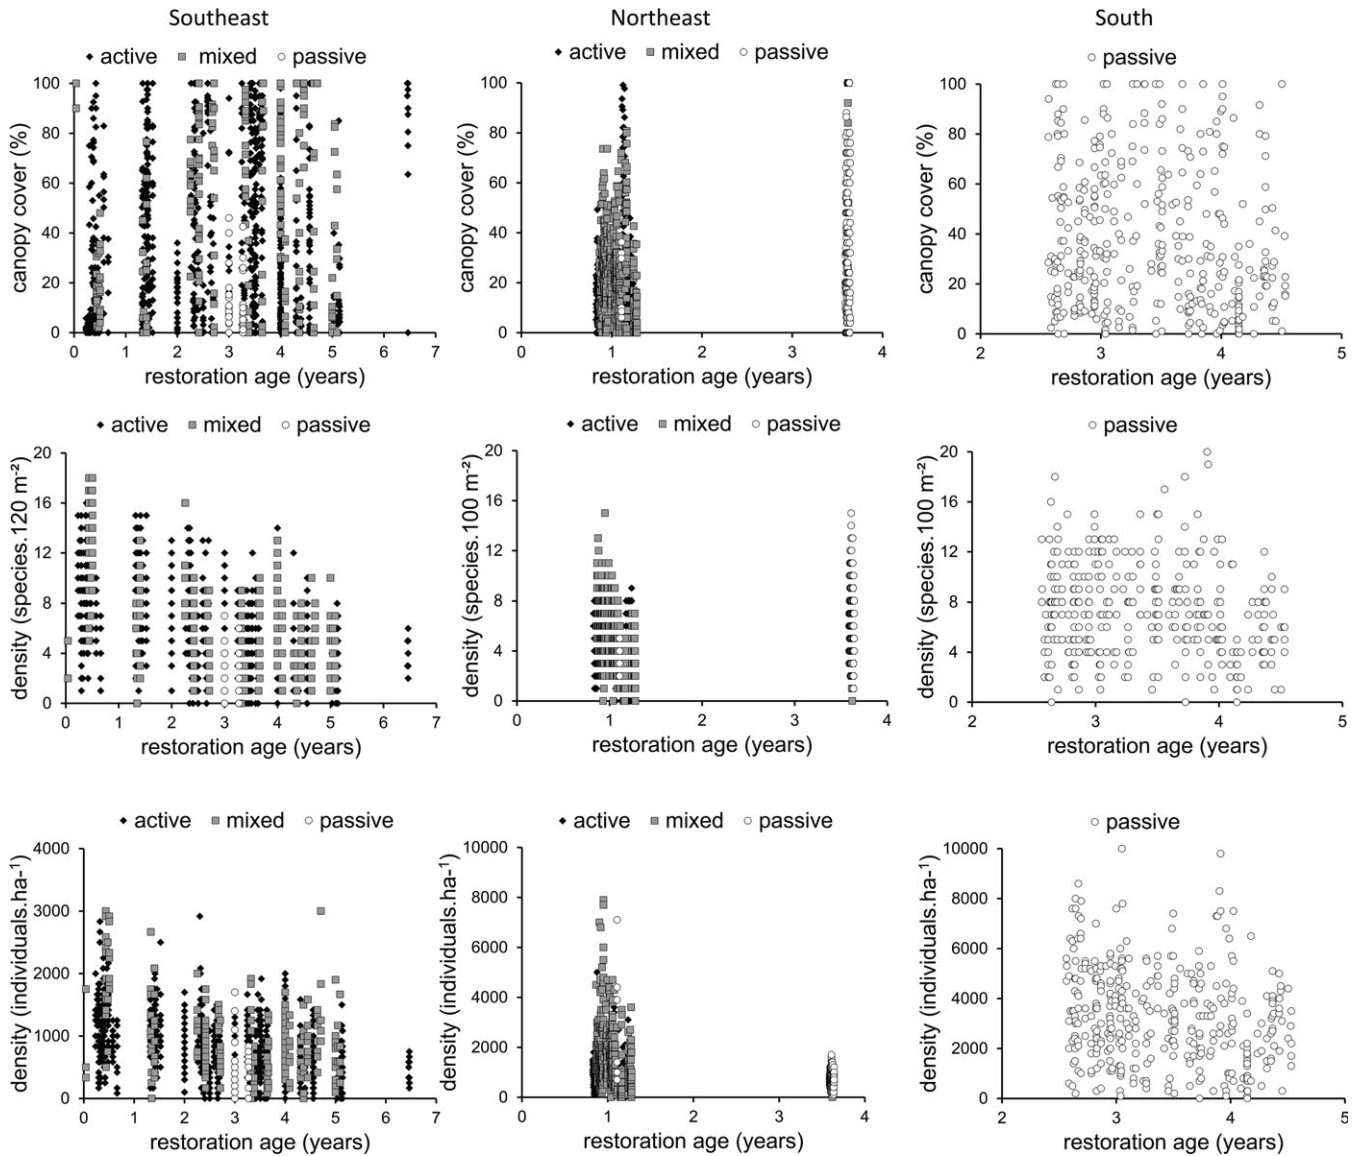 Southeast Northeast South
active mixed passive
active mixed passive
passive
canopy cover (%)
100
80
60
40
20
0
0 1 2 3 4 5 6 7
restoration age (years)
canopy cover (%)
100
80
60
40
20
0
0 1 2 3 4
restoration age (years)
canopy cover (%)
100
80
60
40
20
0
2 3 4 5
restoration age (years)
active mixed passive
active mixed passive
passive
density (species.120 m⁻²)
20
16
12
8
4
0
0 1 2 3 4 5 6 7
restoration age (years)
density (species.100 m⁻²)
20
16
12
8
4
0
0 1 2 3 4
restoration age (years)
density (species.100 m⁻²)
20
16
12
8
4
0
2 3 4 5
restoration age (years)
active mixed passive
active mixed passive
passive
density (individuals.ha-¹)
4000
3000
2000
1000
0
0 1 2 3 4 5 6 7
restoration age (years)
density (individuals.ha-¹)
10000
8000
6000
4000
2000
0
0 1 2 3 4
restoration age (years)
density (individuals.ha-¹)
10000
8000
6000
4000
2000
0
2 3 4 5
restoration age (years)